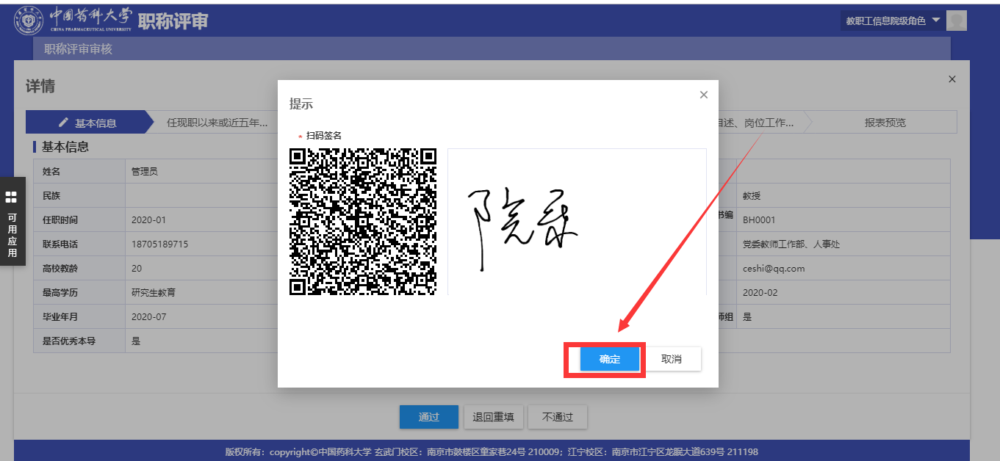 中国药科大学 职称评审
CHINA PHARMACEUTICAL UNIVERSITY
教职工信息院级角色
职称评审审核
详情
基本信息 任现职以来或近五年... 自述、岗位工作... 报表预览
基本信息
姓名 管理员
民族 教授
任职时间 2020-01 书编 BH0001
联系电话 18705189715 党委教师工作部、人事处
高校教龄 20 ceshi@qq.com
最高学历 研究生教育 2020-02
毕业年月 2020-07 师组 是
是否优秀本导 是
可用应用
提示
* 扫码签名
院录
确定 取消
通过 退回重填 不通过
版权所有：copyright©中国药科大学 玄武门校区：南京市鼓楼区童家巷24号 210009；江宁校区：南京市江宁区龙眠大道639号 211198